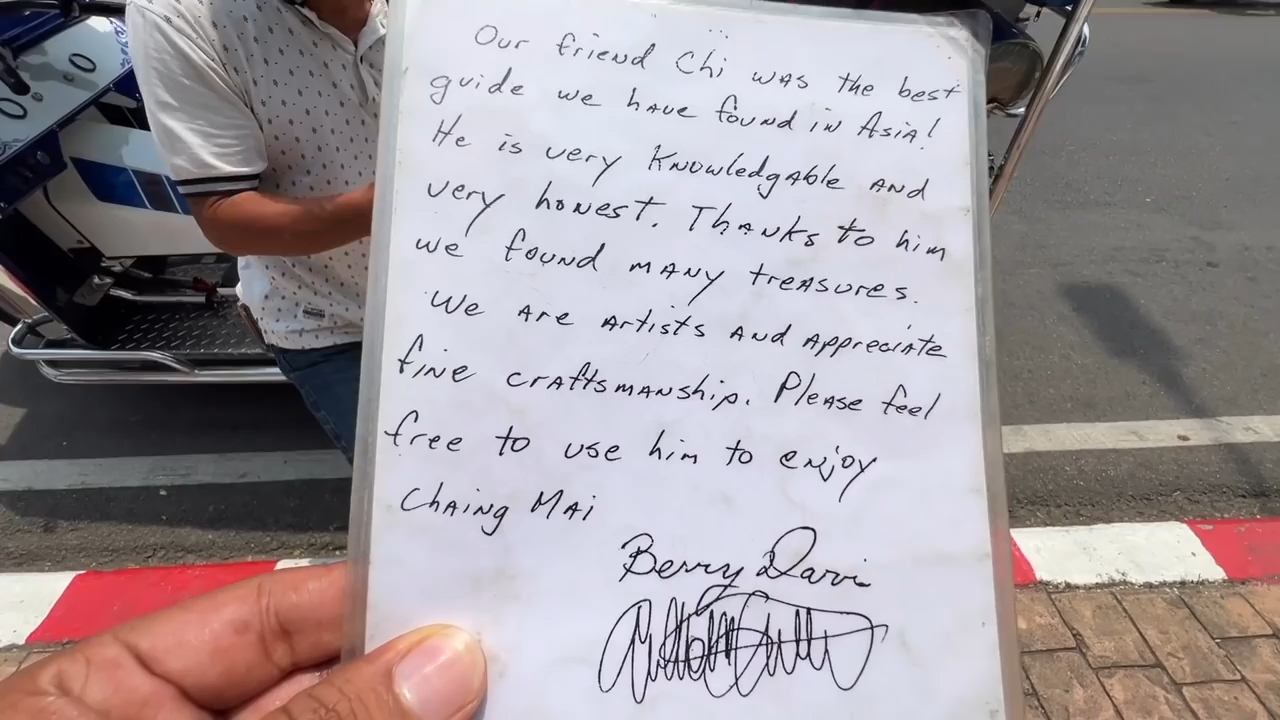 Our friend Chi was the best
guide we have found in Asia!
He is very Knowledgable and
very honest. Thanks to him
we found many treasures.
We are artists and appreciate
fine craftsmanship. Please feel
free to use him to enjoy
Chaing Mai
Berry Davi